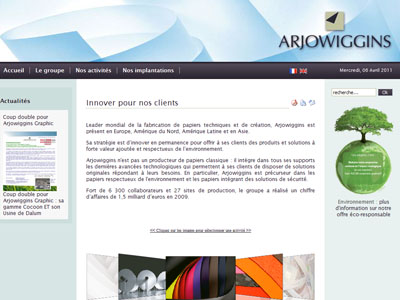 ARJOWIGGINS
Accueil | Le groupe | Nos activités | Nos implantations |
Mercredi, 06 Avril 2011
Actualités
Coup double pour
Arjowiggins Graphic
Coup double pour
Arjowiggins Graphic : sa
gamme Cocoon ET son
Usine de Dalum
Innover pour nos clients
Leader mondial de la fabrication de papiers techniques et de création, Arjowiggins est
présent en Europe, Amérique du Nord, Amérique Latine et en Asie.
Sa stratégie est d'innover en permanence pour offrir à ses clients des produits et solutions à
forte valeur ajoutée et respectueux de l'environnement.
Arjowiggins n'est pas un producteur de papiers classique : il intègre dans tous ses supports
les dernières avancées technologiques qui permettent à ses clients de disposer de solutions
originales répondant à leurs besoins. En particulier, Arjowiggins est précurseur dans les
papiers respectueux de l'environnement et les papiers intégrant des solutions de sécurité.
Fort de 6 300 collaborateurs et 27 sites de production, le groupe a réalisé un chiffre
d'affaires de 1,5 milliard d'euros en 2009.
<< Cliquez sur les images pour sélectionner une activité >>
recherche...
Ok
Environnement : plus
d'information sur notre
offre éco-responsable